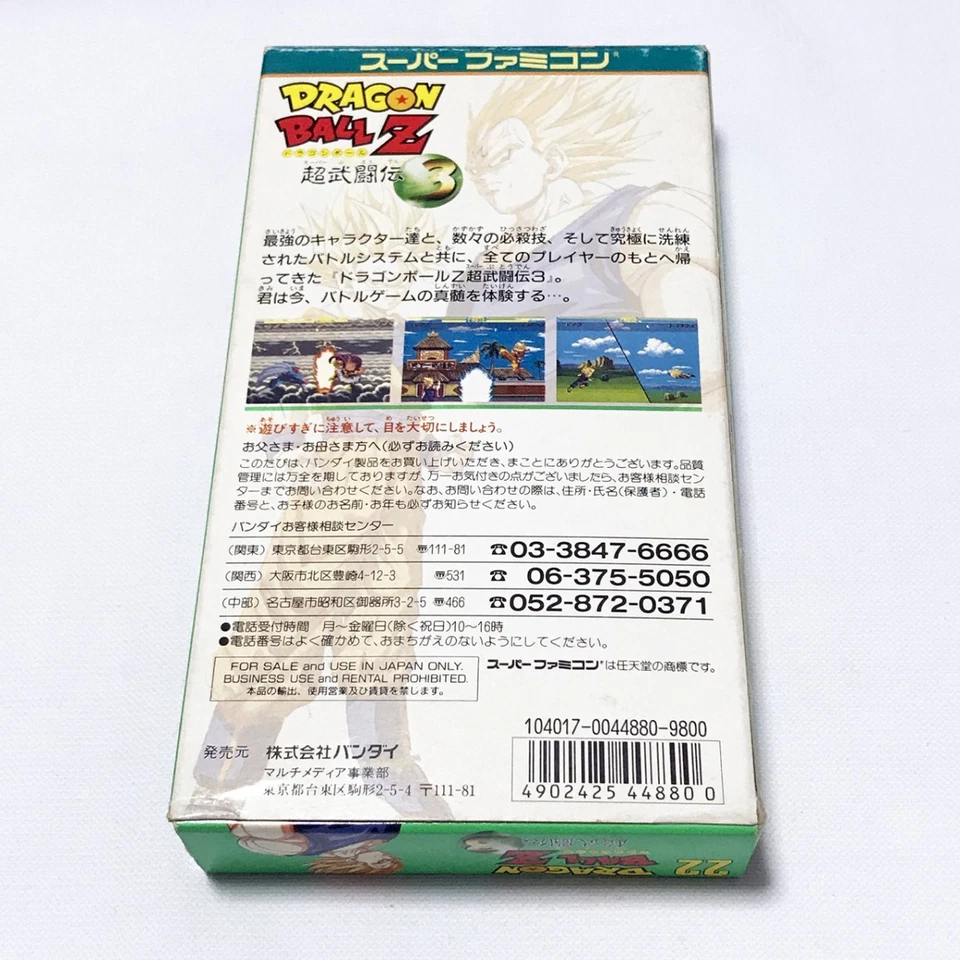 スーパーファミコン®
DRAGON
BALL Z
ドラゴンボール
超武闘伝3
最強のキャラクター達と、数々の必殺技、そして究極に洗練
されたバトルシステムと共に、全てのプレイヤーのもとへ帰
ってきた『ドラゴンボールZ超武闘伝3』。
君は今、バトルゲームの真髄を体験する…。
※遊びすぎに注意して、目を大切にしましょう。
お父さま・お母さま方へ(必ずお読みください)
このたびは、バンダイ製品をお買い上げいただき、まことにありがとうございます。品質
管理には万全を期しておりますが、万一お気付きの点がございましたら、お客様相談セン
ターまでお問い合わせください。なお、お問い合わせの際は、住所・氏名(保護者)・電話
番号と、お子様のお名前・お年も必ずお知らせください。
バンダイお客様相談センター
(関東) 東京都台東区駒形2-5-5 〠111-81 ☎03-3847-6666
(関西) 大阪市北区豊崎4-12-3 〠531 ☎06-375-5050
(中部) 名古屋市昭和区御器所3-2-5 〠466 ☎052-872-0371
●電話受付時間 月〜金曜日(除く祝日)10〜16時
●電話番号はよく確かめて、おまちがえのないようにしてください。
FOR SALE and USE IN JAPAN ONLY.
BUSINESS USE and RENTAL PROHIBITED.
本品の輸出、使用営業及び賃貸を禁じます。
スーパーファミコン®は任天堂の商標です。
104017-0044880-9800
発売元 株式会社バンダイ
マルチメディア事業部
東京都台東区駒形2-5-4 〒111-81
4902425 44880 0
DRAGON
BALL Z
超武闘伝
22